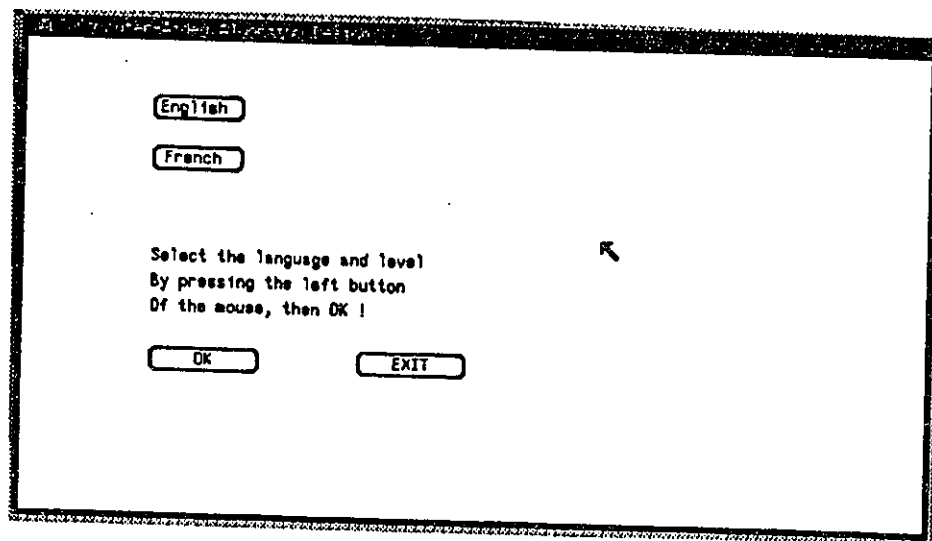 English
French
Select the language and level
By pressing the left button
Of the mouse, then OK !
OK EXIT